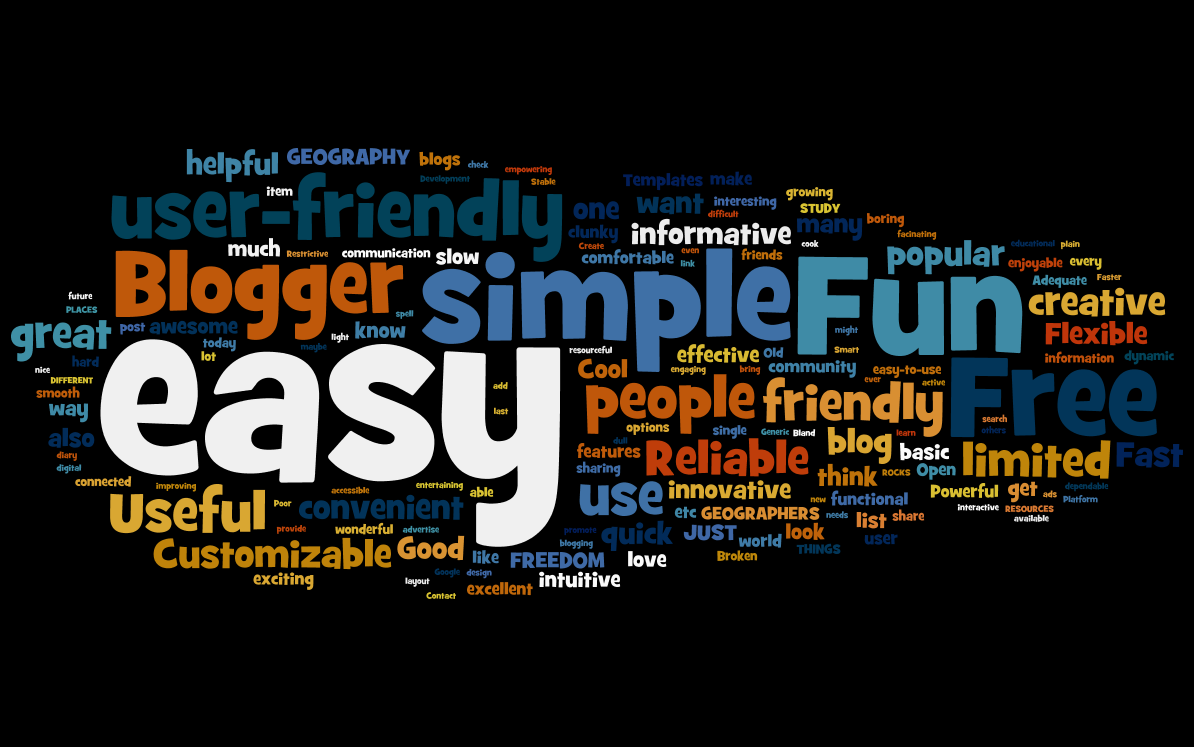 helpful
GEOGRAPHY
blogs
check
empowering
Development
Stable
item
user-friendly
Templates
make
growing
interesting
STUDY
one
want
difficult
many
boring
clunky
informative
facinating
much
Restrictive
communication
slow
Create
even
cook
educational
plain
comfortable
link
friends
popular
enjoyable
every
Blogger
simple
Fun
Adequate
Faster
future
PLACES
creative
great
post
awesome
spell
know
might
Flexible
today
maybe
light
lot
resourceful
effective
Old
Smart
information
dynamic
hard
nice
easy
Cool
engaging
bring
community
easy-to-use
DIFFERENT
ever
active
Free
smooth
add
people
friendly
way
last
options
search
also
single
Generic
Bland
learn
others
dull
blog
basic
diary
features
Reliable
limited
Fast
digital
sharing
think
ROCKS
Open
connected
improving
accessible
entertaining
able
use
innovative
new
functional
Powerful
get
ads
dependable
Platform
Useful
Poor
convenient
etc
GEOGRAPHERS
needs
list
share
interactive
RESOURCES
available
provide
wonderful
advertise
promote
quick
JUST
look
user
Customizable
Good
blogging
world
THINGS
like
FREEDOM
love
Broken
exciting
layout
Google
design
intuitive
excellent
Contact